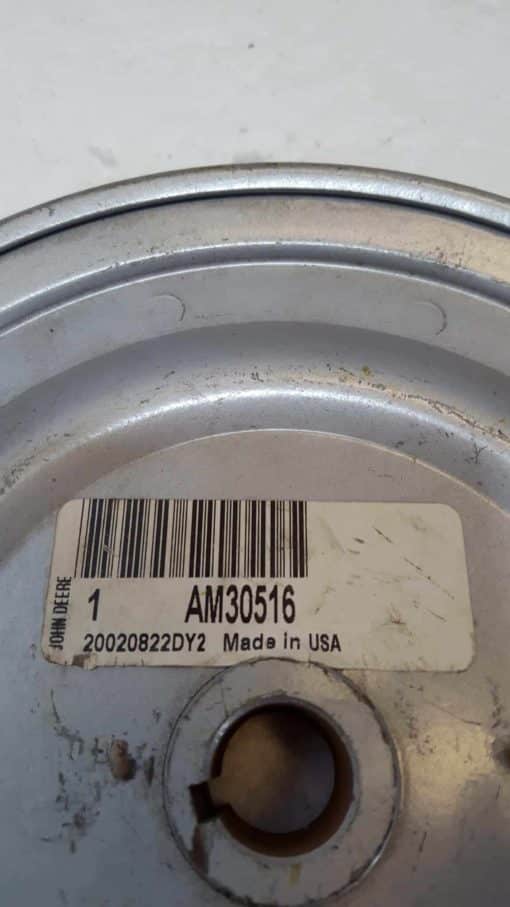 JOHN DEERE
1 AM30516
20020822DY2 Made in USA